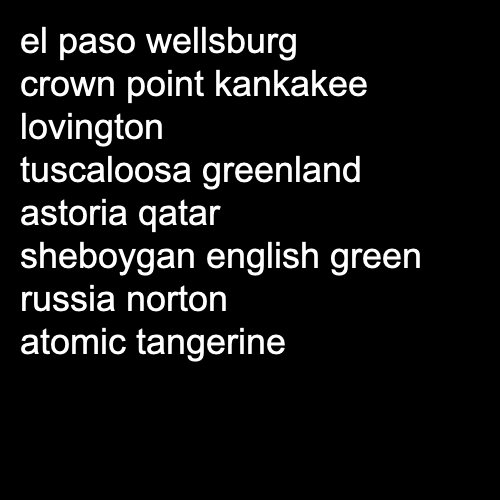 el paso wellsburg
crown point kankakee
lovington
tuscaloosa greenland
astoria qatar
sheboygan english green
russia norton
atomic tangerine